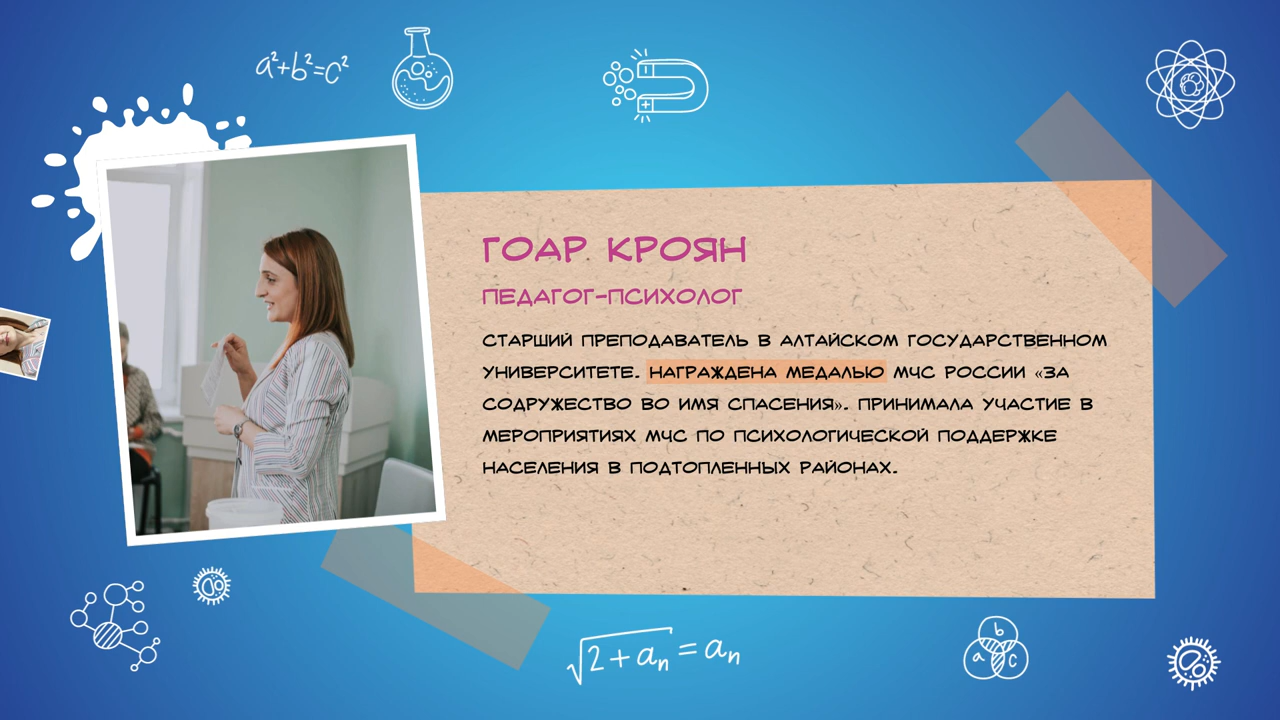 a²+b²=c²
ГОАР КРОЯН
ПЕДАГОГ-ПСИХОЛОГ
СТАРШИЙ ПРЕПОДАВАТЕЛЬ В АЛТАЙСКОМ ГОСУДАРСТВЕННОМ
УНИВЕРСИТЕТЕ. НАГРАЖДЕНА МЕДАЛЬЮ МЧС РОССИИ «ЗА
СОДРУЖЕСТВО ВО ИМЯ СПАСЕНИЯ». ПРИНИМАЛА УЧАСТИЕ В
МЕРОПРИЯТИЯХ МЧС ПО ПСИХОЛОГИЧЕСКОЙ ПОДДЕРЖКЕ
НАСЕЛЕНИЯ В ПОДТОПЛЕННЫХ РАЙОНАХ.
√2+aₙ = aₙ
b
a c